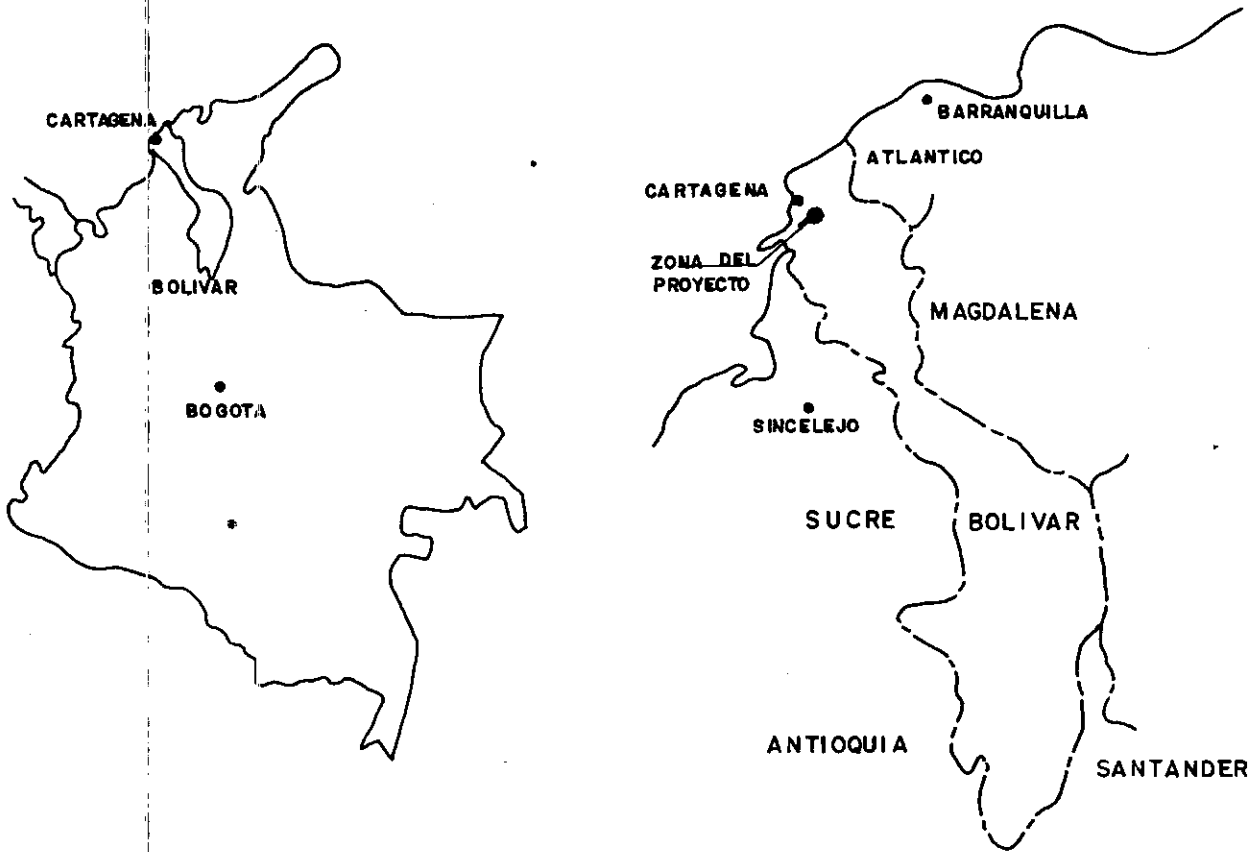 CARTAGENA
BOLIVAR
BOGOTA
BARRANQUILLA
ATLANTICO
CARTAGENA
ZONA DEL
PROYECTO
MAGDALENA
SINCELEJO
SUCRE
BOLIVAR
ANTIOQUIA
SANTANDER